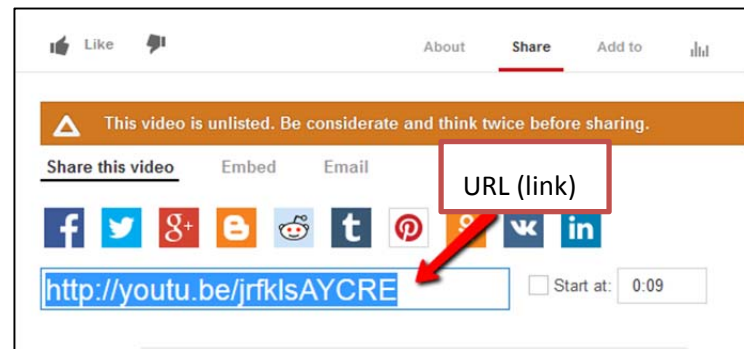 Like About Share Add to
This video is unlisted. Be considerate and think twice before sharing.
Share this video Embed Email
URL (link)
http://youtu.be/jrfklsAYCRE Start at: 0:09